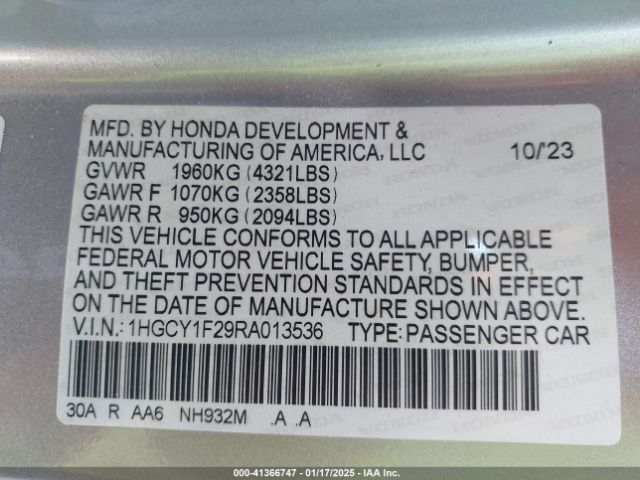 MFD. BY HONDA DEVELOPMENT &
MANUFACTURING OF AMERICA, LLC 10/'23
GVWR 1960KG (4321LBS)
GAWR F 1070KG (2358LBS)
GAWR R 950KG (2094LBS)
THIS VEHICLE CONFORMS TO ALL APPLICABLE
FEDERAL MOTOR VEHICLE SAFETY, BUMPER,
AND THEFT PREVENTION STANDARDS IN EFFECT
ON THE DATE OF MANUFACTURE SHOWN ABOVE.
V.I.N.: 1HGCY1F29RA013536 TYPE: PASSENGER CAR
30A R AA6 NH932M .A .A
000-41366747 - 01/17/2025 - IAA Inc.